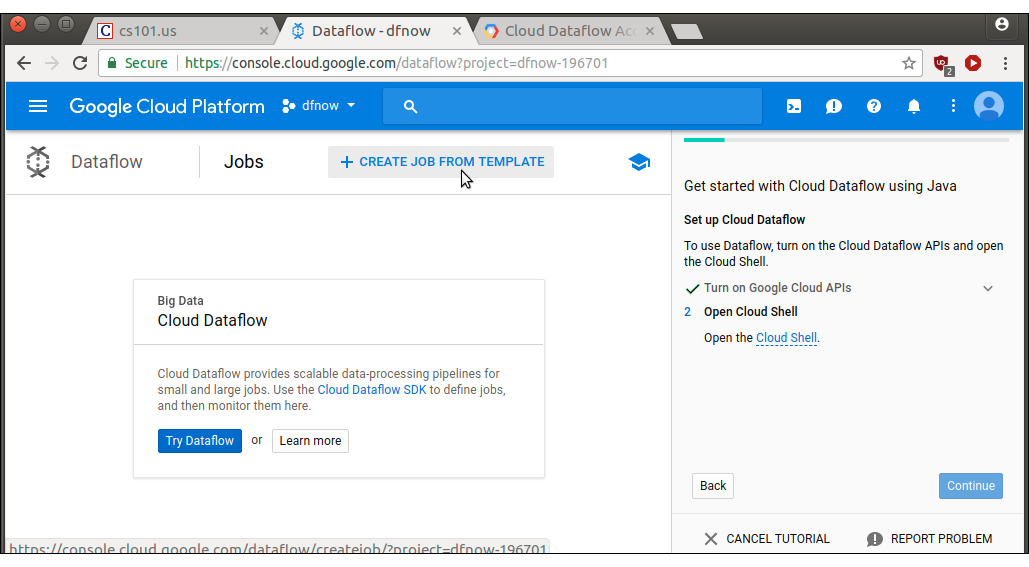 cs101.us
Dataflow - dfnow
Cloud Dataflow Acc
Secure
https://console.cloud.google.com/dataflow?project=dfnow-196701
2
Google Cloud Platform
dfnow
Dataflow
Jobs
+ CREATE JOB FROM TEMPLATE
Big Data
Cloud Dataflow
Cloud Dataflow provides scalable data-processing pipelines for
small and large jobs. Use the Cloud Dataflow SDK to define jobs,
and then monitor them here.
Try Dataflow or Learn more
Get started with Cloud Dataflow using Java
Set up Cloud Dataflow
To use Dataflow, turn on the Cloud Dataflow APIs and open
the Cloud Shell.
Turn on Google Cloud APIs
2 Open Cloud Shell
Open the Cloud Shell.
Back
Continue
CANCEL TUTORIAL
REPORT PROBLEM
https://console.cloud.google.com/dataflow/createjob/?project=dfnow-196701